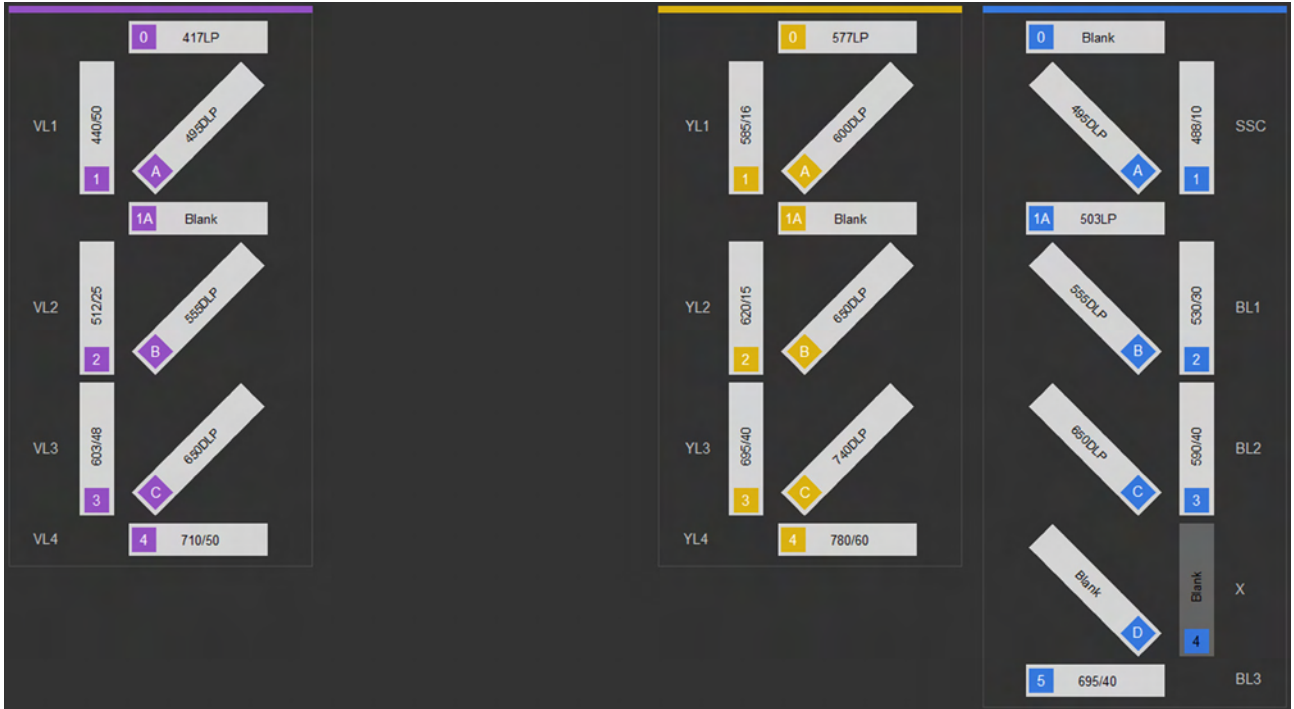 0 417LP
VL1
440/50
1
495DLP
A
1A Blank
VL2
512/25
2
555DLP
B
VL3
603/48
3
650DLP
C
VL4
4 710/50
0 577LP
YL1
585/16
1
600DLP
A
1A Blank
YL2
620/15
2
650DLP
B
YL3
695/40
3
740DLP
C
YL4
4 780/60
0 Blank
495DLP
A
488/10
1
SSC
1A 503LP
555DLP
B
530/30
2
BL1
650DLP
C
590/40
3
BL2
Blank
D
Blank
4
X
5 695/40
BL3